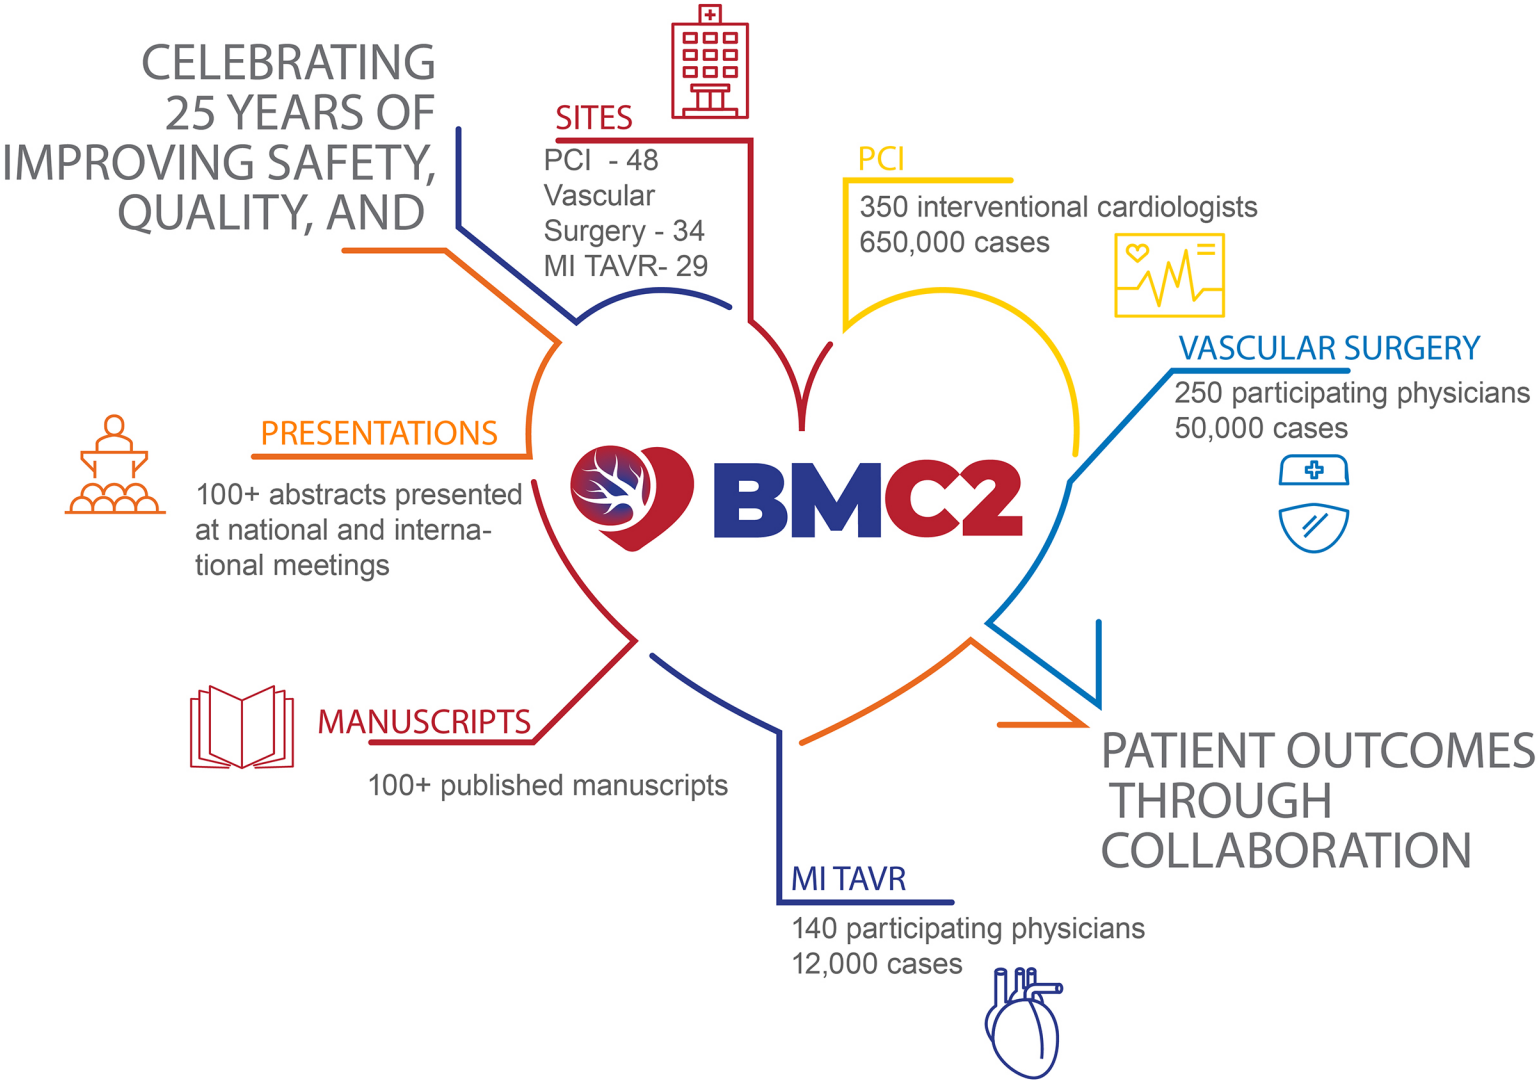 CELEBRATING
25 YEARS OF
IMPROVING SAFETY,
QUALITY, AND
SITES
PCI - 48
Vascular
Surgery - 34
MI TAVR- 29
PCI
350 interventional cardiologists
650,000 cases
VASCULAR SURGERY
250 participating physicians
50,000 cases
PRESENTATIONS
100+ abstracts presented
at national and interna-
tional meetings
BMC2
MANUSCRIPTS
100+ published manuscripts
PATIENT OUTCOMES
THROUGH
COLLABORATION
MI TAVR
140 participating physicians
12,000 cases